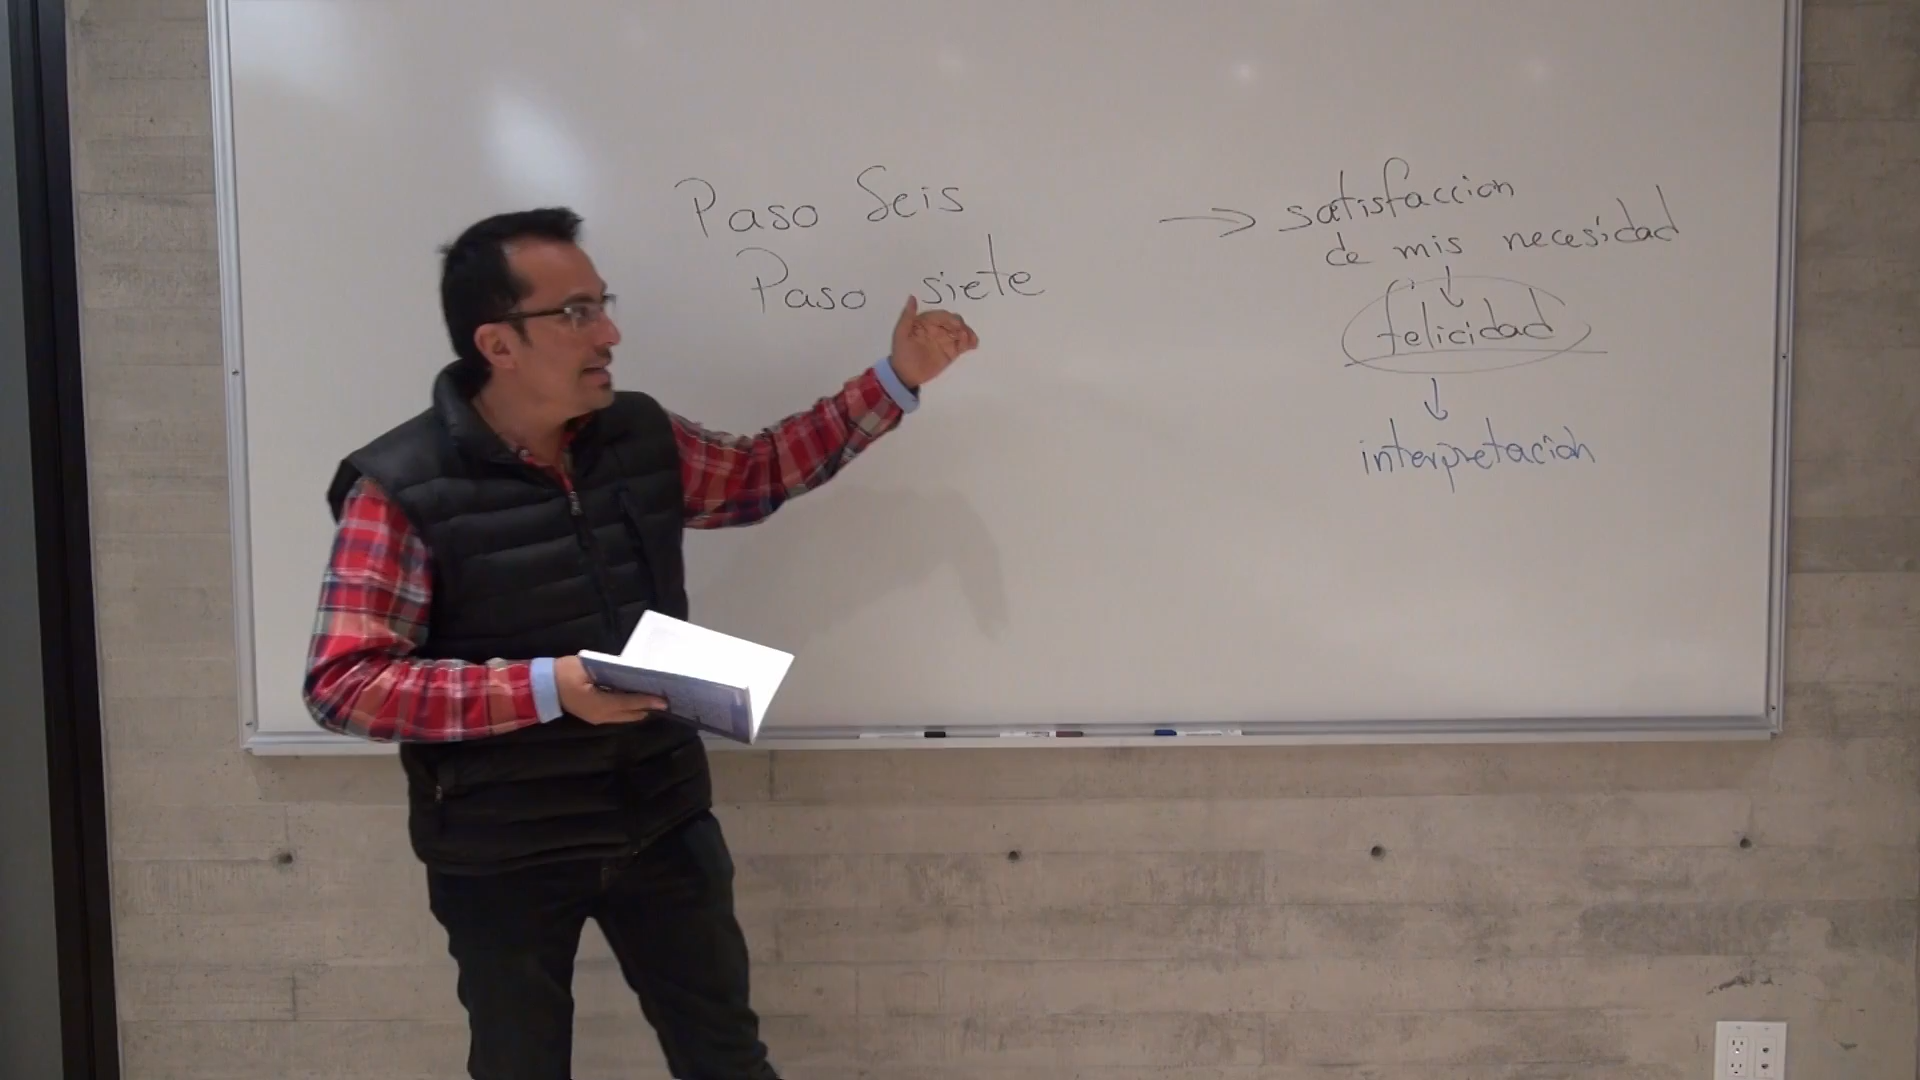 Paso Seis
Paso siete
→ satisfaccion
de mis necesidad
↓
felicidad
↓
interpretación